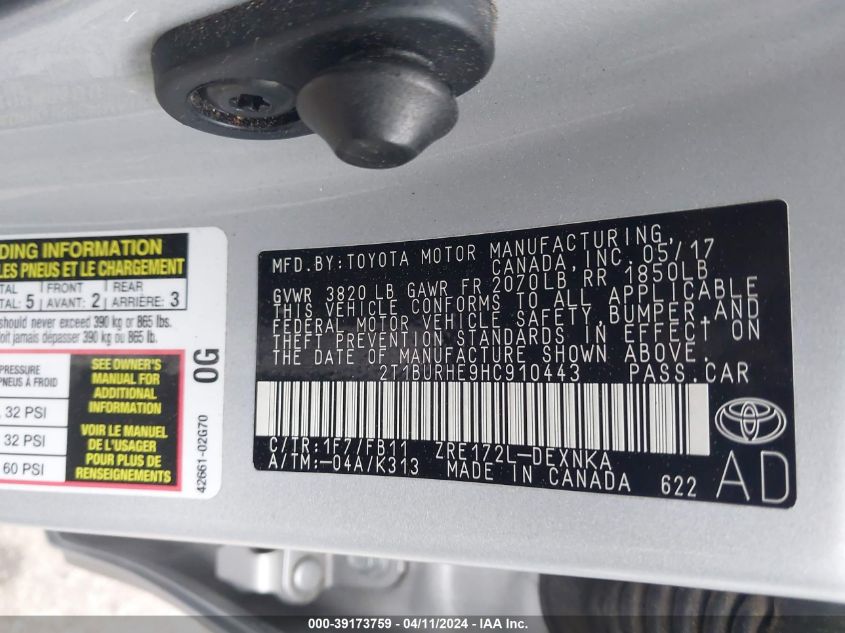 DING INFORMATION
LES PNEUS ET LE CHARGEMENT
TAL 5 FRONT AVANT: 2 REAR ARRIÈRE: 3
should never exceed 390 kg or 865 lbs.
oit jamais dépasser 390 kg ou 865 lb.
PRESSURE
PNEUS À FROID
, 32 PSI
32 PSI
60 PSI
SEE OWNER'S
MANUAL FOR
ADDITIONAL
INFORMATION
VOIR LE MANUEL
DE L'USAGER
POUR PLUS DE
RENSEIGNEMENTS
0G
42661-02G70
MFD.BY:TOYOTA MOTOR MANUFACTURING
CANADA,INC.05/17
GVWR 3820 LB GAWR FR 2070LB RR 1850LB
THIS VEHICLE CONFORMS TO ALL APPLICABLE
FEDERAL MOTOR VEHICLE SAFETY,BUMPER,AND
THEFT PREVENTION STANDARDS IN EFFECT ON
THE DATE OF MANUFACTURE SHOWN ABOVE.
2T1BURHE9HC910443 PASS.CAR
C/TR:1F7/FB11 ZRE172L-DEXNKA
A/TM:-04A/K313 MADE IN CANADA 622
AD
000-39173759 - 04/11/2024 - IAA Inc.